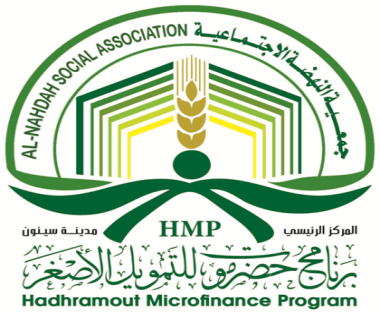 AL-NAHDAH SOCIAL ASSOCIATION جمعية النهضة الاجتماعية
المركز الرئيسي HMP مدينة سيئون
برنامج حضرموت للتمويل الأصغر
Hadhramout Microfinance Program